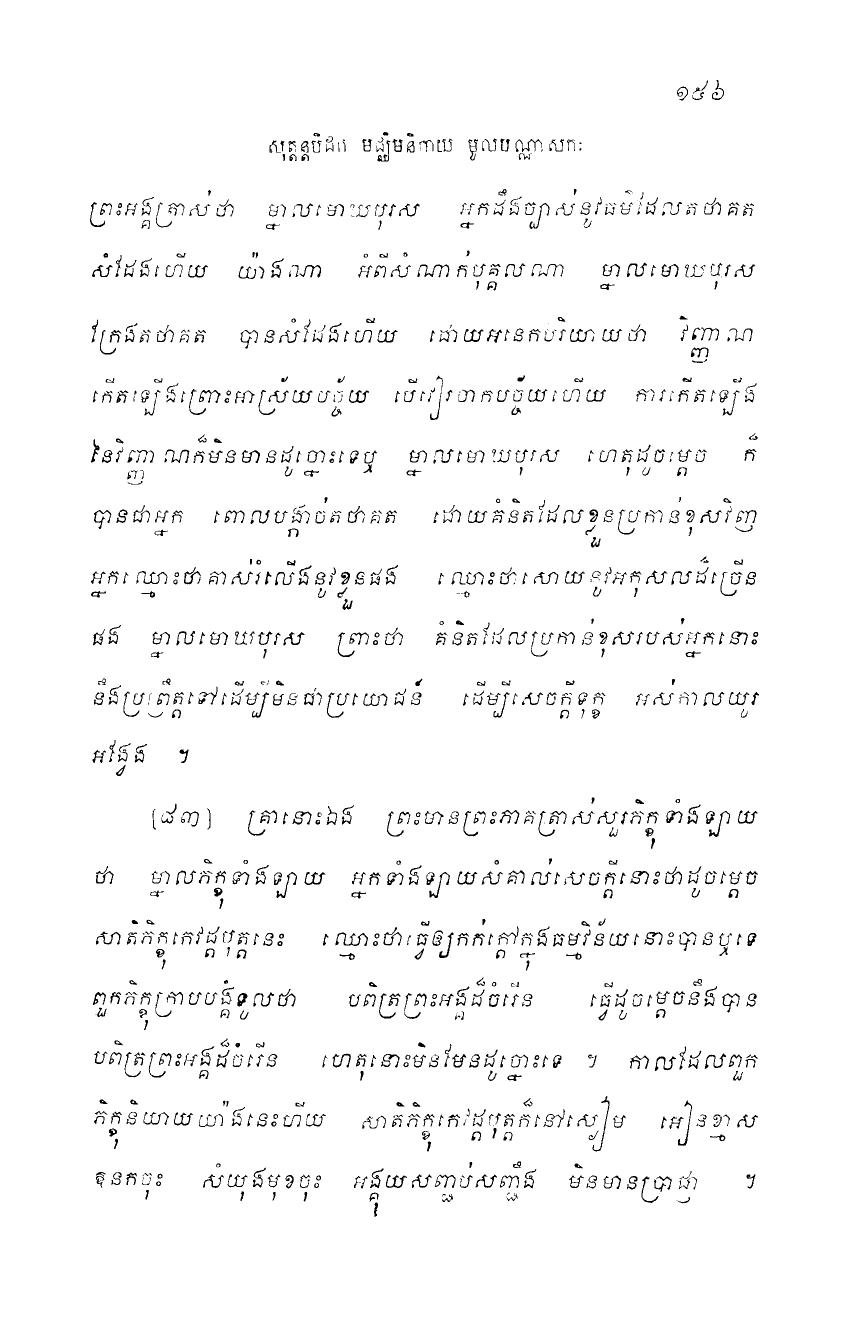 ១៥៦
សុត្តន្តបិដក មជ្ឈិមនិកាយ មូលបណ្ណាសកៈ
ព្រះអង្គត្រាស់ថា ម្នាលមោឃបុរស អ្នកដឹងច្បាស់នូវធម៌ដែលតថាគត
សំដែងហើយ យ៉ាងណា អំពីសំណាក់បុគ្គលណា ម្នាលមោឃបុរស
ក្រែងតថាគត បានសំដែងហើយ ដោយអនេកបរិយាយថា វិញ្ញាណ
កើតឡើងព្រោះអាស្រ័យបច្ច័យ បើវៀរចាកបច្ច័យហើយ ការកើតឡើង
នៃវិញ្ញាណក៏មិនមានដូច្នោះទេឬ ម្នាលមោឃបុរស ហេតុដូចម្តេច ក៏
បានជាអ្នក ពោលបង្កាច់តថាគត ដោយគំនិតដែលខ្លួនប្រកាន់ខុសវិញ
អ្នកឈ្មោះថាគាស់រំលើងនូវខ្លួនផង ឈ្មោះថាសោយនូវអកុសលដ៏ច្រើន
ផង ម្នាលមោឃបុរស ព្រោះថា គំនិតដែលប្រកាន់ខុសរបស់អ្នកនោះ
នឹងប្រព្រឹត្តទៅដើម្បីមិនជាប្រយោជន៍ ដើម្បីសេចក្តីទុក្ខ អស់កាលយូរ
អង្វែង ។
[៨៣] គ្រានោះឯង ព្រះមានព្រះភាគត្រាស់សួរភិក្ខុទាំងឡាយ
ថា ម្នាលភិក្ខុទាំងឡាយ អ្នកទាំងឡាយសំគាល់សេចក្តីនោះថាដូចម្តេច
សាតិភិក្ខុកេវដ្តបុត្តនេះ ឈ្មោះថាធ្វើឲ្យកក់ក្តៅក្នុងធម្មវិន័យនោះបានឬទេ
ពួកភិក្ខុក្រាបបង្គំទូលថា បពិត្រព្រះអង្គដ៏ចំរើន ធ្វើដូចម្តេចនឹងបាន
បពិត្រព្រះអង្គដ៏ចំរើន ហេតុនោះមិនមែនដូច្នោះទេ ។ កាលដែលពួក
ភិក្ខុនិយាយយ៉ាងនេះហើយ សាតិភិក្ខុកេវដ្តបុត្តក៏នៅស្ងៀម អៀនខ្មាស
ឱនកចុះ សំយុងមុខចុះ អង្គុយសញ្ជប់សញ្ជឹង មិនមានប្រាជ្ញា ។